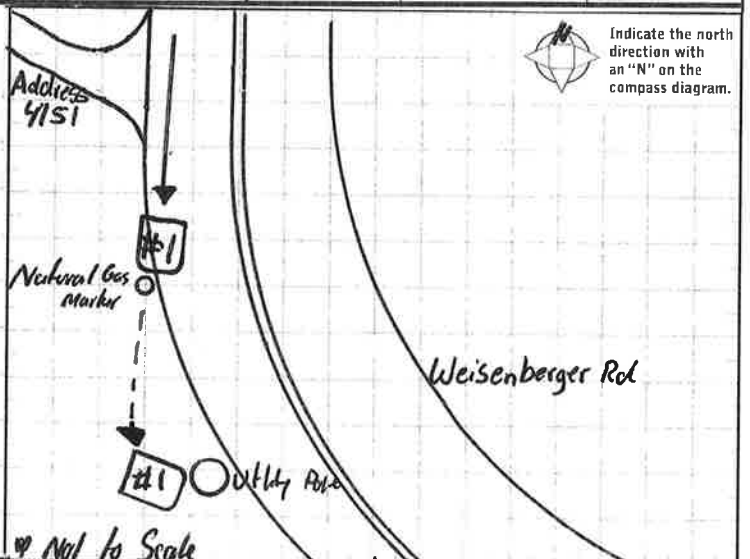 N
Indicate the north
direction with
an "N" on the
compass diagram.
Address
4151
#1
Natural Gas
Marker
Weisenberger Rd
#1
Utility Pole
Not to Scale